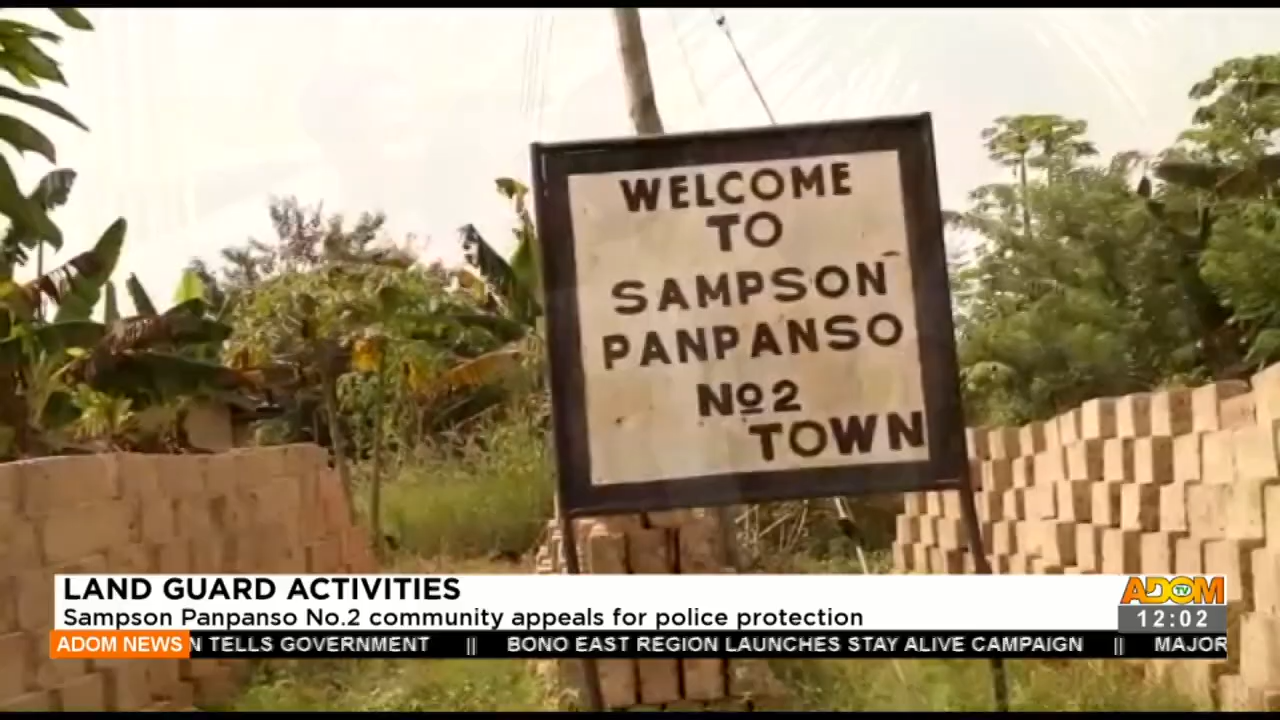 WELCOME
TO
SAMPSON
PANPANSO
No2
TOWN
LAND GUARD ACTIVITIES
Sampson Panpanso No.2 community appeals for police protection
ADOM TV
12:02
ADOM NEWS N TELLS GOVERNMENT || BONO EAST REGION LAUNCHES STAY ALIVE CAMPAIGN || MAJOR